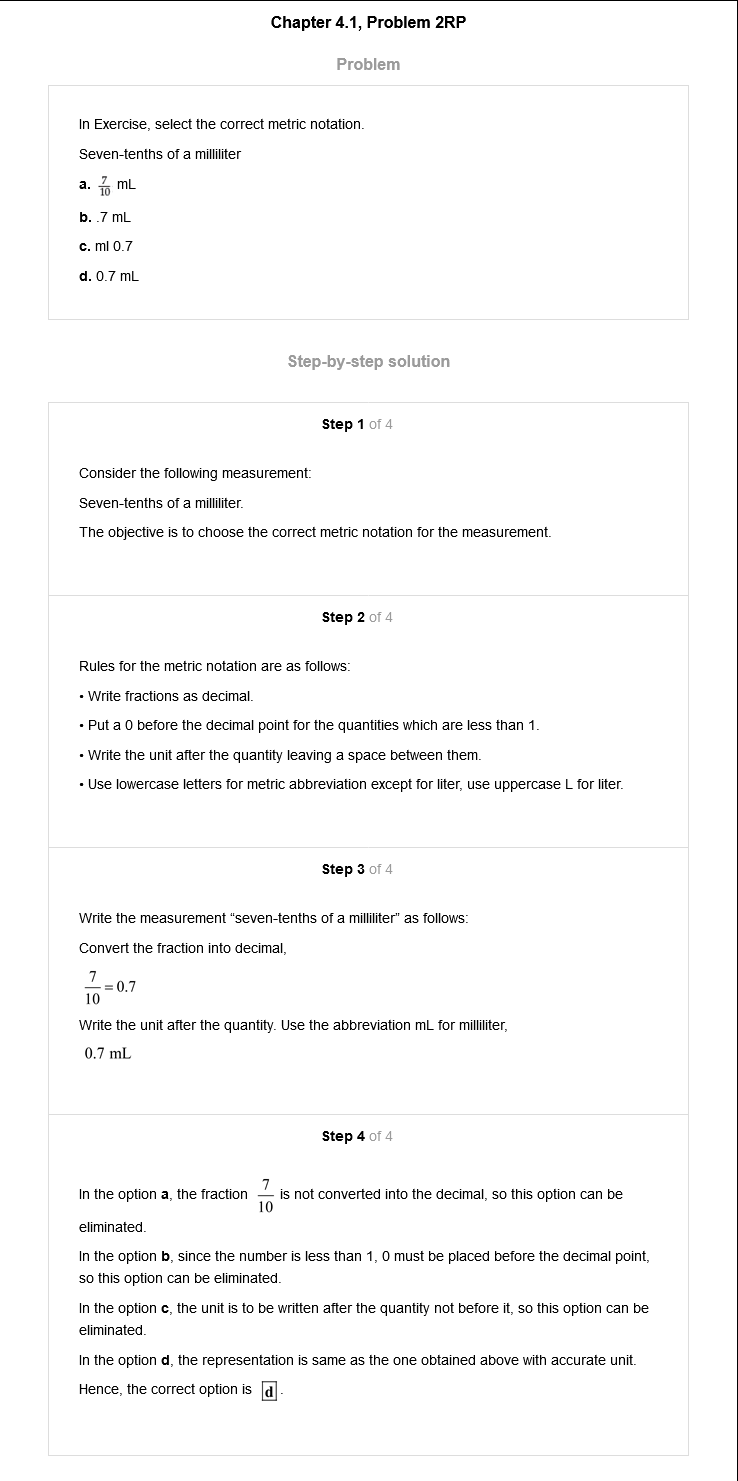 Chapter 4.1, Problem 2RP
Problem
In Exercise, select the correct metric notation.
Seven-tenths of a milliliter
a. 7/10 mL
b. .7 mL
c. ml 0.7
d. 0.7 mL
Step-by-step solution
Step 1 of 4
Consider the following measurement:
Seven-tenths of a milliliter.
The objective is to choose the correct metric notation for the measurement.
Step 2 of 4
Rules for the metric notation are as follows:
• Write fractions as decimal.
• Put a 0 before the decimal point for the quantities which are less than 1.
• Write the unit after the quantity leaving a space between them.
• Use lowercase letters for metric abbreviation except for liter, use uppercase L for liter.
Step 3 of 4
Write the measurement “seven-tenths of a milliliter” as follows:
Convert the fraction into decimal,
7/10 = 0.7
Write the unit after the quantity. Use the abbreviation mL for milliliter,
0.7 mL
Step 4 of 4
In the option a, the fraction 7/10 is not converted into the decimal, so this option can be
eliminated.
In the option b, since the number is less than 1, 0 must be placed before the decimal point,
so this option can be eliminated.
In the option c, the unit is to be written after the quantity not before it, so this option can be
eliminated.
In the option d, the representation is same as the one obtained above with accurate unit.
Hence, the correct option is d.